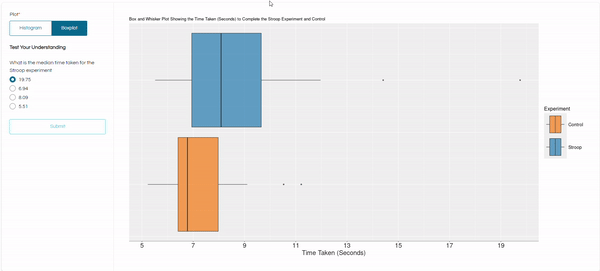 Plot*
Histogram
Boxplot
Test Your Understanding
What is the median time taken for the
Stroop experiment?
19.75
6.94
8.09
5.51
Submit
Box and Whisker Plot Showing the Time Taken (Seconds) to Complete the Stroop Experiment and Control
Experiment
Control
Stroop
5 7 9 11 13 15 17 19
Time Taken (Seconds)